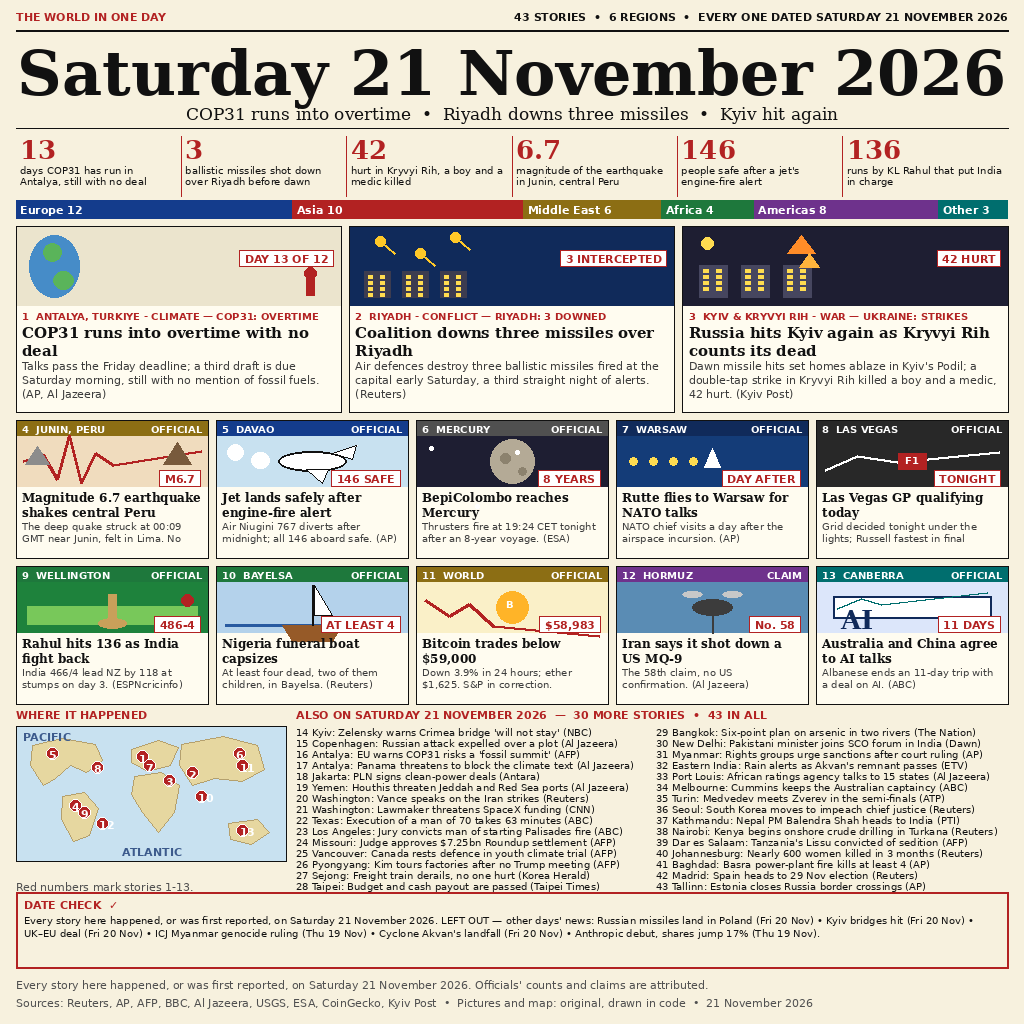 THE WORLD IN ONE DAY
43 STORIES • 6 REGIONS • EVERY ONE DATED SATURDAY 21 NOVEMBER 2026
Saturday 21 November 2026
COP31 runs into overtime • Riyadh downs three missiles • Kyiv hit again
13
days COP31 has run in
Antalya, still with no deal
3
ballistic missiles shot down
over Riyadh before dawn
42
hurt in Kryvyi Rih, a boy and a
medic killed
6.7
magnitude of the earthquake
in Junin, central Peru
146
people safe after a jet's
engine-fire alert
136
runs by KL Rahul that put India
in charge
Europe 12
Asia 10
Middle East 6
Africa 4
Americas 8
Other 3
DAY 13 OF 12
1 ANTALYA, TURKIYE - CLIMATE — COP31: OVERTIME
COP31 runs into overtime with no
deal
Talks pass the Friday deadline; a third draft is due
Saturday morning, still with no mention of fossil fuels.
(AP, Al Jazeera)
3 INTERCEPTED
2 RIYADH - CONFLICT — RIYADH: 3 DOWNED
Coalition downs three missiles over
Riyadh
Air defences destroy three ballistic missiles fired at the
capital early Saturday, a third straight night of alerts.
(Reuters)
42 HURT
3 KYIV & KRYVYI RIH - WAR — UKRAINE: STRIKES
Russia hits Kyiv again as Kryvyi Rih
counts its dead
Dawn missile hits set homes ablaze in Kyiv's Podil; a
double-tap strike in Kryvyi Rih killed a boy and a medic,
42 hurt. (Kyiv Post)
4 JUNIN, PERU OFFICIAL
M6.7
Magnitude 6.7 earthquake
shakes central Peru
The deep quake struck at 00:09
GMT near Junin, felt in Lima. No
5 DAVAO OFFICIAL
146 SAFE
Jet lands safely after
engine-fire alert
Air Niugini 767 diverts after
midnight; all 146 aboard safe. (AP)
6 MERCURY OFFICIAL
8 YEARS
BepiColombo reaches
Mercury
Thrusters fire at 19:24 CET tonight
after an 8-year voyage. (ESA)
7 WARSAW OFFICIAL
DAY AFTER
Rutte flies to Warsaw for
NATO talks
NATO chief visits a day after the
airspace incursion. (AP)
8 LAS VEGAS OFFICIAL
F1
TONIGHT
Las Vegas GP qualifying
today
Grid decided tonight under the
lights; Russell fastest in final
9 WELLINGTON OFFICIAL
486-4
Rahul hits 136 as India
fight back
India 466/4 lead NZ by 118 at
stumps on day 3. (ESPNcricinfo)
10 BAYELSA OFFICIAL
AT LEAST 4
Nigeria funeral boat
capsizes
At least four dead, two of them
children, in Bayelsa. (Reuters)
11 WORLD OFFICIAL
B
$58,983
Bitcoin trades below
$59,000
Down 3.9% in 24 hours; ether
$1,625. S&P in correction.
12 HORMUZ CLAIM
No. 58
Iran says it shot down a
US MQ-9
The 58th claim, no US
confirmation. (Al Jazeera)
13 CANBERRA OFFICIAL
AI
11 DAYS
Australia and China agree
to AI talks
Albanese ends an 11-day trip with
a deal on AI. (ABC)
WHERE IT HAPPENED
PACIFIC
5
8
1
7
3
2
6
11
10
4
9
12
13
ATLANTIC
Red numbers mark stories 1-13.
ALSO ON SATURDAY 21 NOVEMBER 2026 — 30 MORE STORIES • 43 IN ALL
14 Kyiv: Zelensky warns Crimea bridge 'will not stay' (NBC)
15 Copenhagen: Russian attack expelled over a plot (Al Jazeera)
16 Antalya: EU warns COP31 risks a 'fossil summit' (AFP)
17 Antalya: Panama threatens to block the climate text (Al Jazeera)
18 Jakarta: PLN signs clean-power deals (Antara)
19 Yemen: Houthis threaten Jeddah and Red Sea ports (Al Jazeera)
20 Washington: Vance speaks on the Iran strikes (Reuters)
21 Washington: Lawmaker threatens SpaceX funding (CNN)
22 Texas: Execution of a man of 70 takes 63 minutes (ABC)
23 Los Angeles: Jury convicts man of starting Palisades fire (ABC)
24 Missouri: Judge approves $7.25bn Roundup settlement (AFP)
25 Vancouver: Canada rests defence in youth climate trial (AFP)
26 Pyongyang: Kim tours factories after no Trump meeting (AFP)
27 Sejong: Freight train derails, no one hurt (Korea Herald)
28 Taipei: Budget and cash payout are passed (Taipei Times)
29 Bangkok: Six-point plan on arsenic in two rivers (The Nation)
30 New Delhi: Pakistani minister joins SCO forum in India (Dawn)
31 Myanmar: Rights groups urge sanctions after court ruling (AP)
32 Eastern India: Rain alerts as Akvan's remnant passes (ETV)
33 Port Louis: African ratings agency talks to 15 states (Al Jazeera)
34 Melbourne: Cummins keeps the Australian captaincy (ABC)
35 Turin: Medvedev meets Zverev in the semi-finals (ATP)
36 Seoul: South Korea moves to impeach chief justice (Reuters)
37 Kathmandu: Nepal PM Balendra Shah heads to India (PTI)
38 Nairobi: Kenya begins onshore crude drilling in Turkana (Reuters)
39 Dar es Salaam: Tanzania's Lissu convicted of sedition (AFP)
40 Johannesburg: Nearly 600 women killed in 3 months (Reuters)
41 Baghdad: Basra power-plant fire kills at least 4 (AP)
42 Madrid: Spain heads to 29 Nov election (Reuters)
43 Tallinn: Estonia closes Russia border crossings (AP)
DATE CHECK ✓
Every story here happened, or was first reported, on Saturday 21 November 2026. LEFT OUT — other days' news: Russian missiles land in Poland (Fri 20 Nov) • Kyiv bridges hit (Fri 20 Nov) •
UK–EU deal (Fri 20 Nov) • ICJ Myanmar genocide ruling (Thu 19 Nov) • Cyclone Akvan's landfall (Fri 20 Nov) • Anthropic debut, shares jump 17% (Thu 19 Nov).
Every story here happened, or was first reported, on Saturday 21 November 2026. Officials' counts and claims are attributed.
Sources: Reuters, AP, AFP, BBC, Al Jazeera, USGS, ESA, CoinGecko, Kyiv Post • Pictures and map: original, drawn in code • 21 November 2026